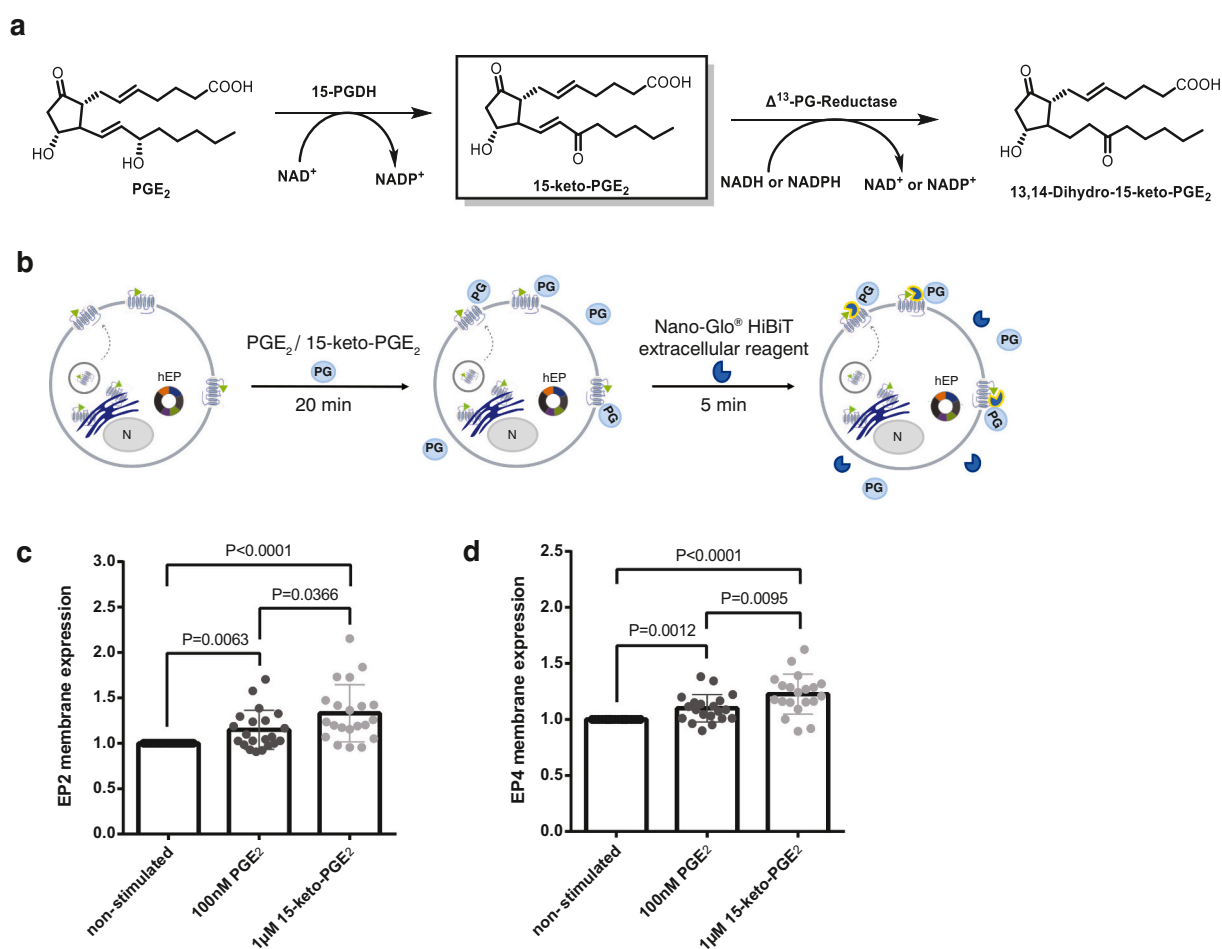 a
O
COOH
HO
HO
PGE₂
15-PGDH
NAD⁺
NADP⁺
O
COOH
HO
O
15-keto-PGE₂
Δ¹³-PG-Reductase
NADH or NADPH
NAD⁺ or NADP⁺
O
COOH
HO
O
13,14-Dihydro-15-keto-PGE₂
b
hEP
N
PGE₂ / 15-keto-PGE₂
PG
20 min
PG
PG
PG
hEP
PG
PG
N
Nano-Glo® HiBiT
extracellular reagent
5 min
PG
PG
PG
hEP
PG
N
PG
c
EP2 membrane expression
3.0
2.5
2.0
1.5
1.0
0.5
0.0
P<0.0001
P=0.0366
P=0.0063
non-stimulated
100nM PGE2
1µM 15-keto-PGE2
d
EP4 membrane expression
2.5
2.0
1.5
1.0
0.5
0.0
P<0.0001
P=0.0095
P=0.0012
non-stimulated
100nM PGE2
1µM 15-keto-PGE2